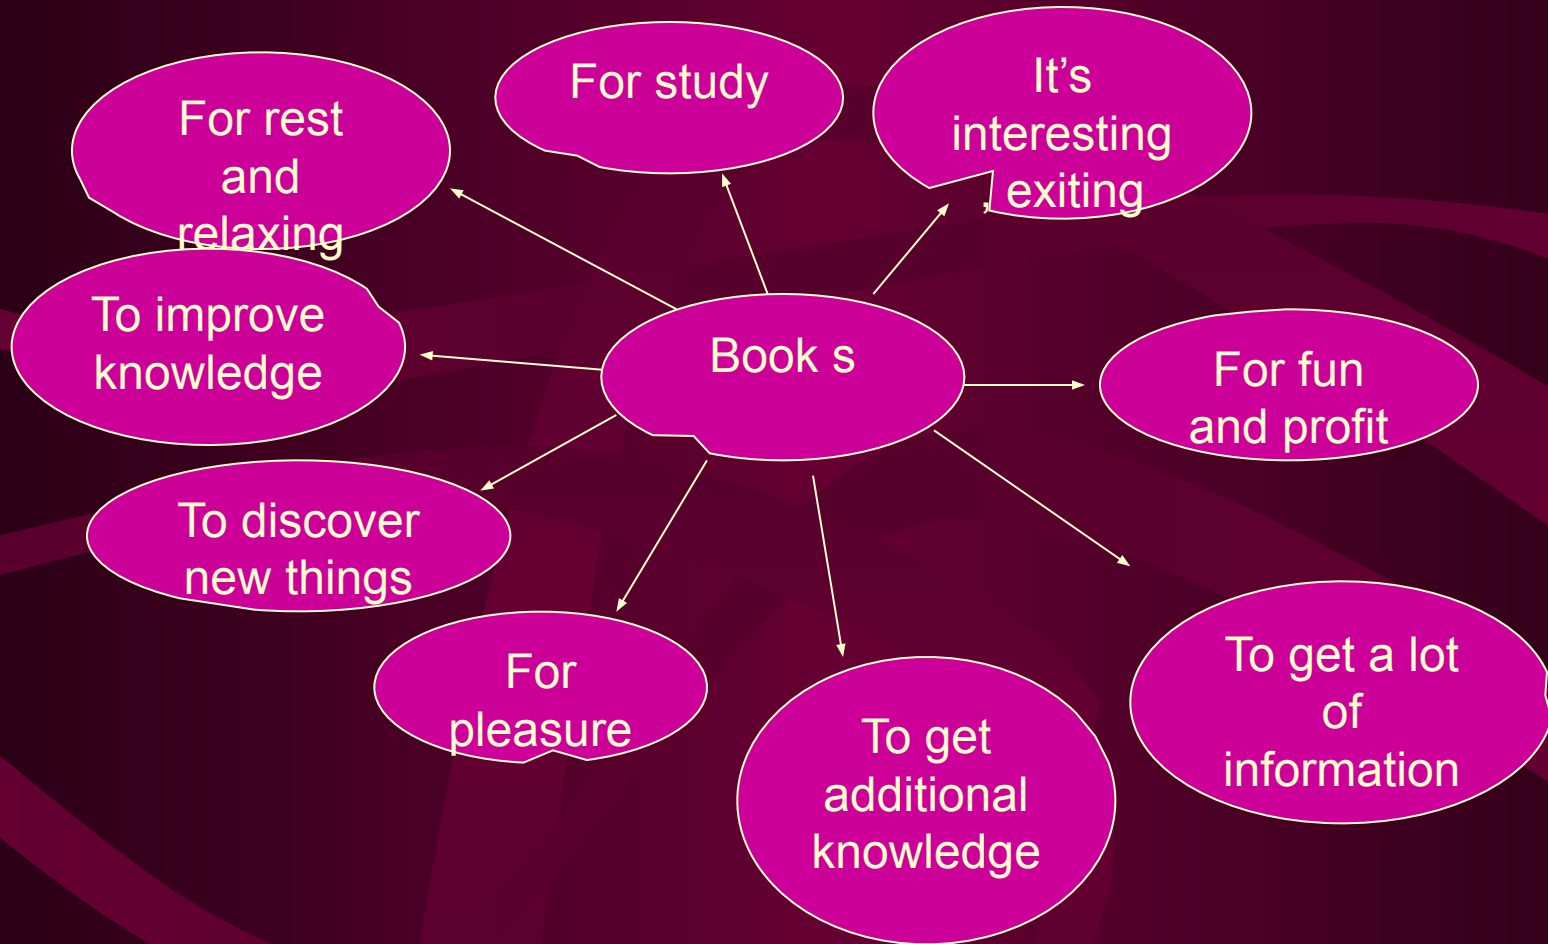 For rest
and
relaxing
For study
It's
interesting
, exiting
To improve
knowledge
Book s
For fun
and profit
To discover
new things
For
pleasure
To get
additional
knowledge
To get a lot
of
information